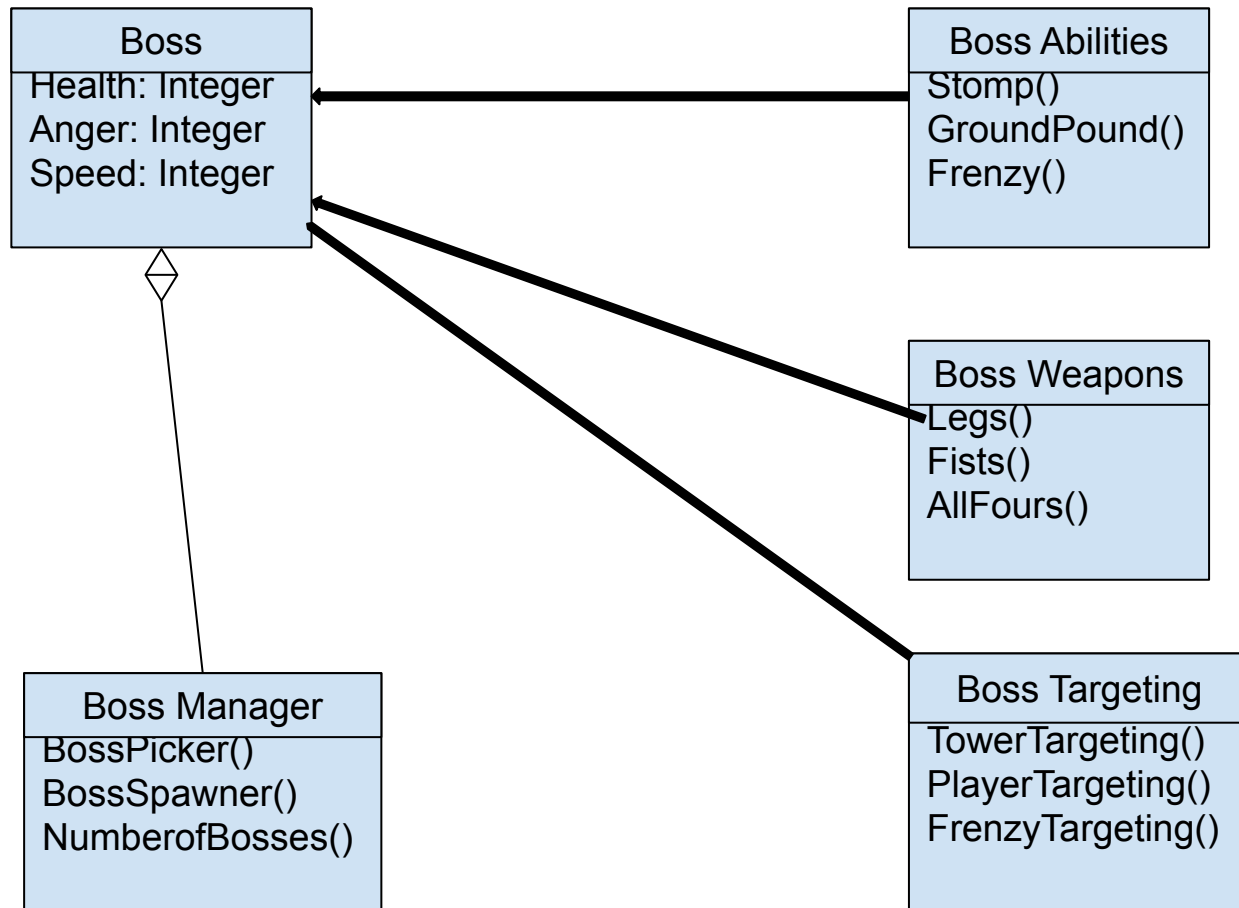 Boss
Health: Integer
Anger: Integer
Speed: Integer
Boss Abilities
Stomp()
GroundPound()
Frenzy()
Boss Weapons
Legs()
Fists()
AllFours()
Boss Manager
BossPicker()
BossSpawner()
NumberofBosses()
Boss Targeting
TowerTargeting()
PlayerTargeting()
FrenzyTargeting()